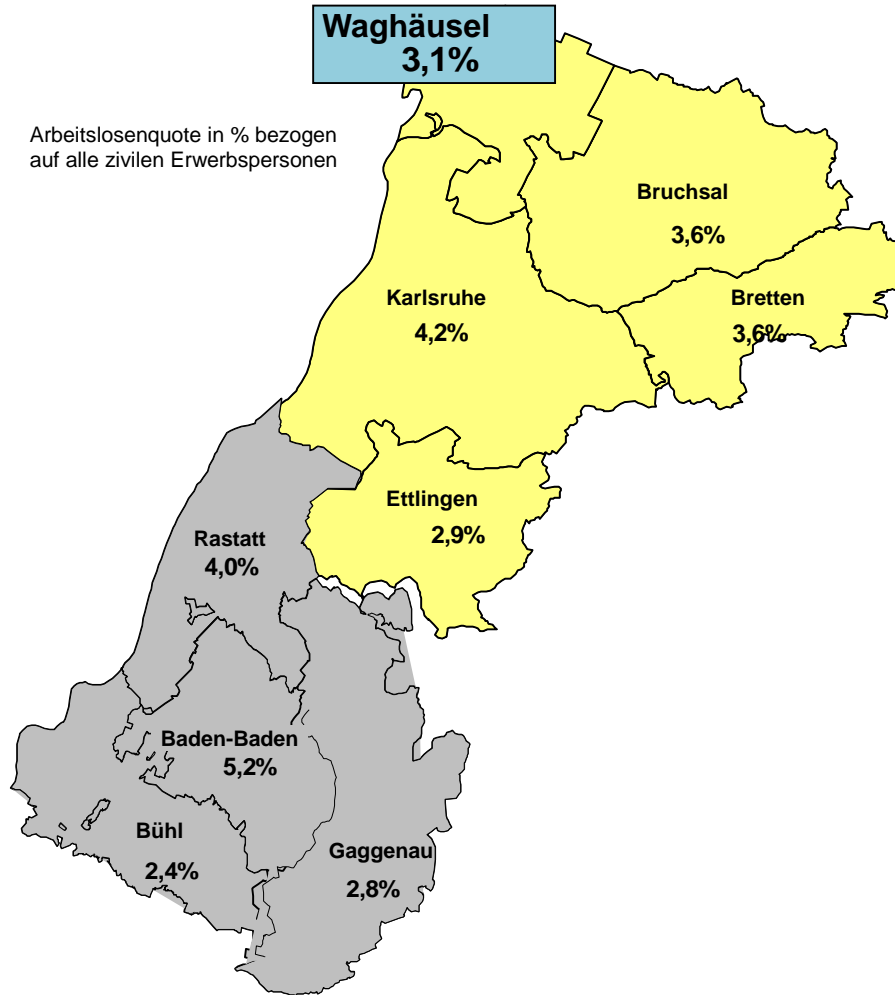 Waghäusel
3,1%
Arbeitslosenquote in % bezogen
auf alle zivilen Erwerbspersonen
Bruchsal
3,6%
Karlsruhe
4,2%
Bretten
3,6%
Ettlingen
2,9%
Rastatt
4,0%
Baden-Baden
5,2%
Bühl
2,4%
Gaggenau
2,8%